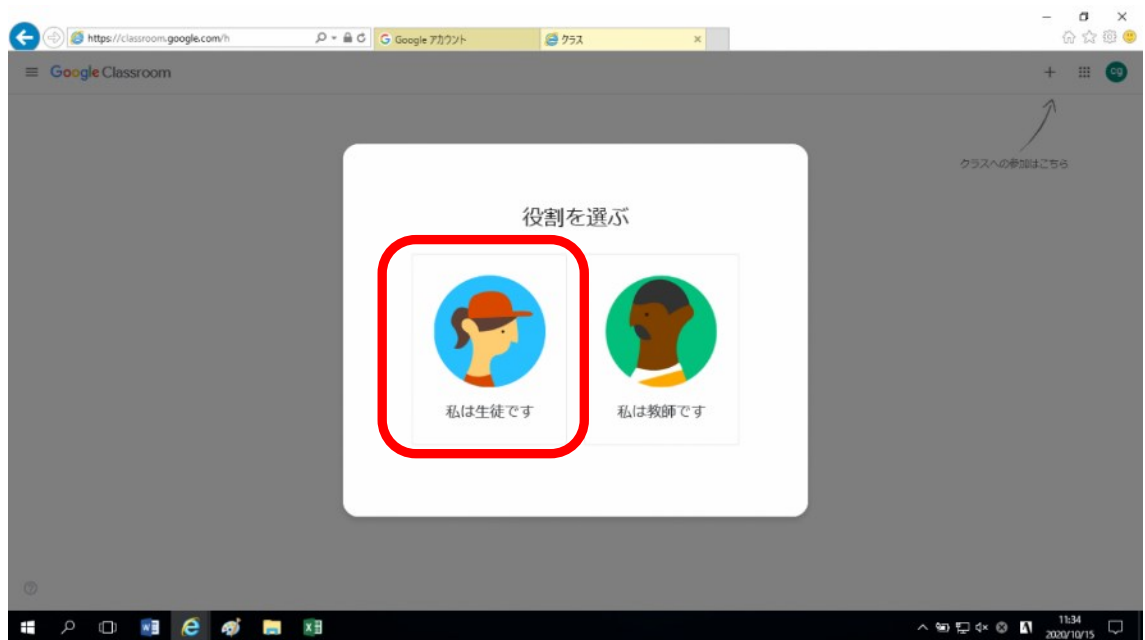 https://classroom.google.com/h
Google アカウント
クラス
Google Classroom
cg
クラスへの参加はこちら
役割を選ぶ
私は生徒です
私は教師です
A
11:34
2020/10/15